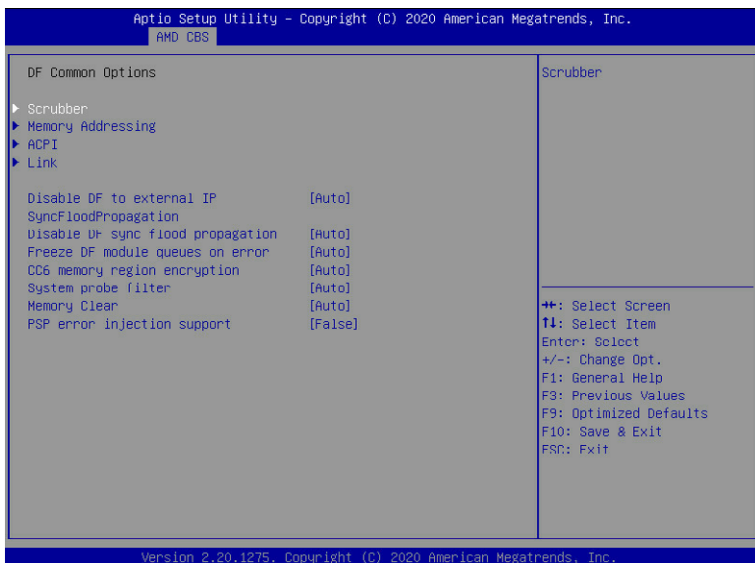 Aptio Setup Utility – Copyright (C) 2020 American Megatrends, Inc.
AMD CBS
DF Common Options
Scrubber
Memory Addressing
ACPI
Link
Disable DF to external IP [Auto]
SyncFloodPropagation
Disable DF sync flood propagation [Auto]
Freeze DF module queues on error [Auto]
CC6 memory region encryption [Auto]
System probe filter [Auto]
Memory Clear [Auto]
PSP error injection support [False]
Scrubber
→←: Select Screen
↑↓: Select Item
Enter: Select
+/-: Change Opt.
F1: General Help
F3: Previous Values
F9: Optimized Defaults
F10: Save & Exit
ESC: Exit
Version 2.20.1275. Copyright (C) 2020 American Megatrends, Inc.